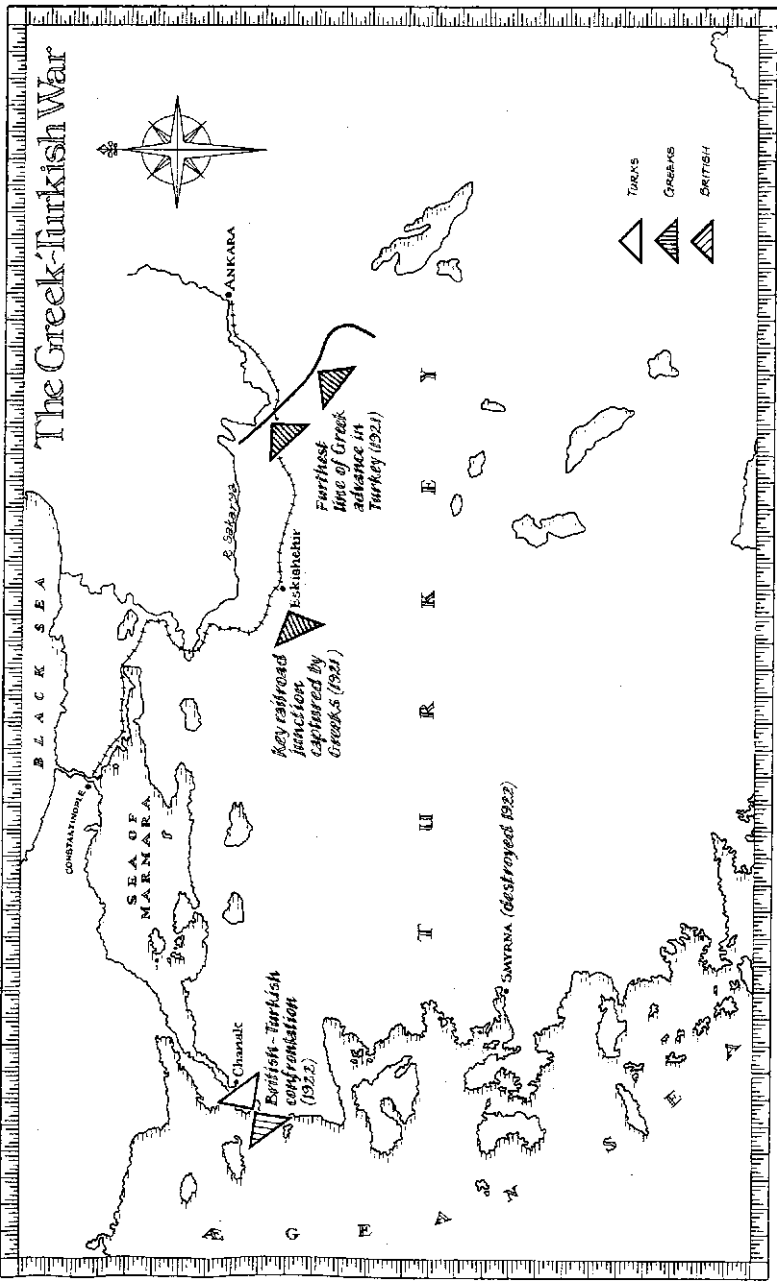 The Greek-Turkish War
BLACK SEA
CONSTANTINOPLE
SEA OF
MARMARA
R. Sakarya
ANKARA
Eskishehir
Key railroad
junction
captured by
Greeks (1921)
Furthest
line of Greek
advance in
Turkey (1921)
Chanak
British-Turkish
confrontation
(1922)
TURKEY
SMYRNA (destroyed 1922)
AEGEAN SEA
TURKS
GREEKS
BRITISH